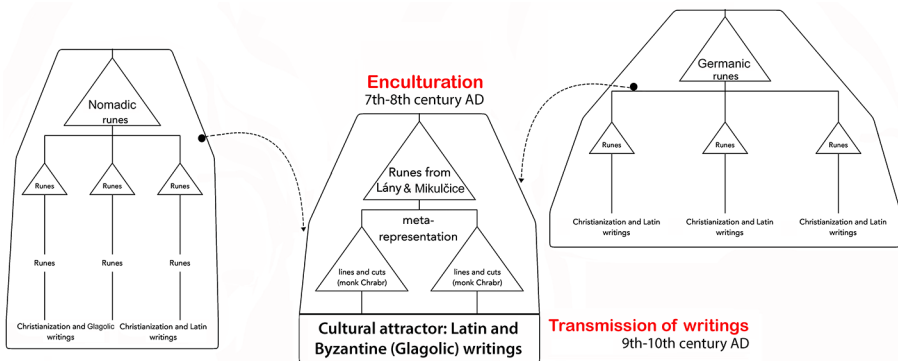 Nomadic
runes
Runes
Runes
Runes
Runes
Runes
Runes
Christianization and Glagolic
writings
Christianization and Latin
writings
Enculturation
7th-8th century AD
Runes from
Lány & Mikulčice
meta-
representation
lines and cuts
(monk Chrabr)
lines and cuts
(monk Chrabr)
Cultural attractor: Latin and
Byzantine (Glagolic) writings
Germanic
runes
Runes
Runes
Runes
Christianization and Latin
writings
Christianization and Latin
writings
Christianization and Latin
writings
Transmission of writings
9th-10th century AD